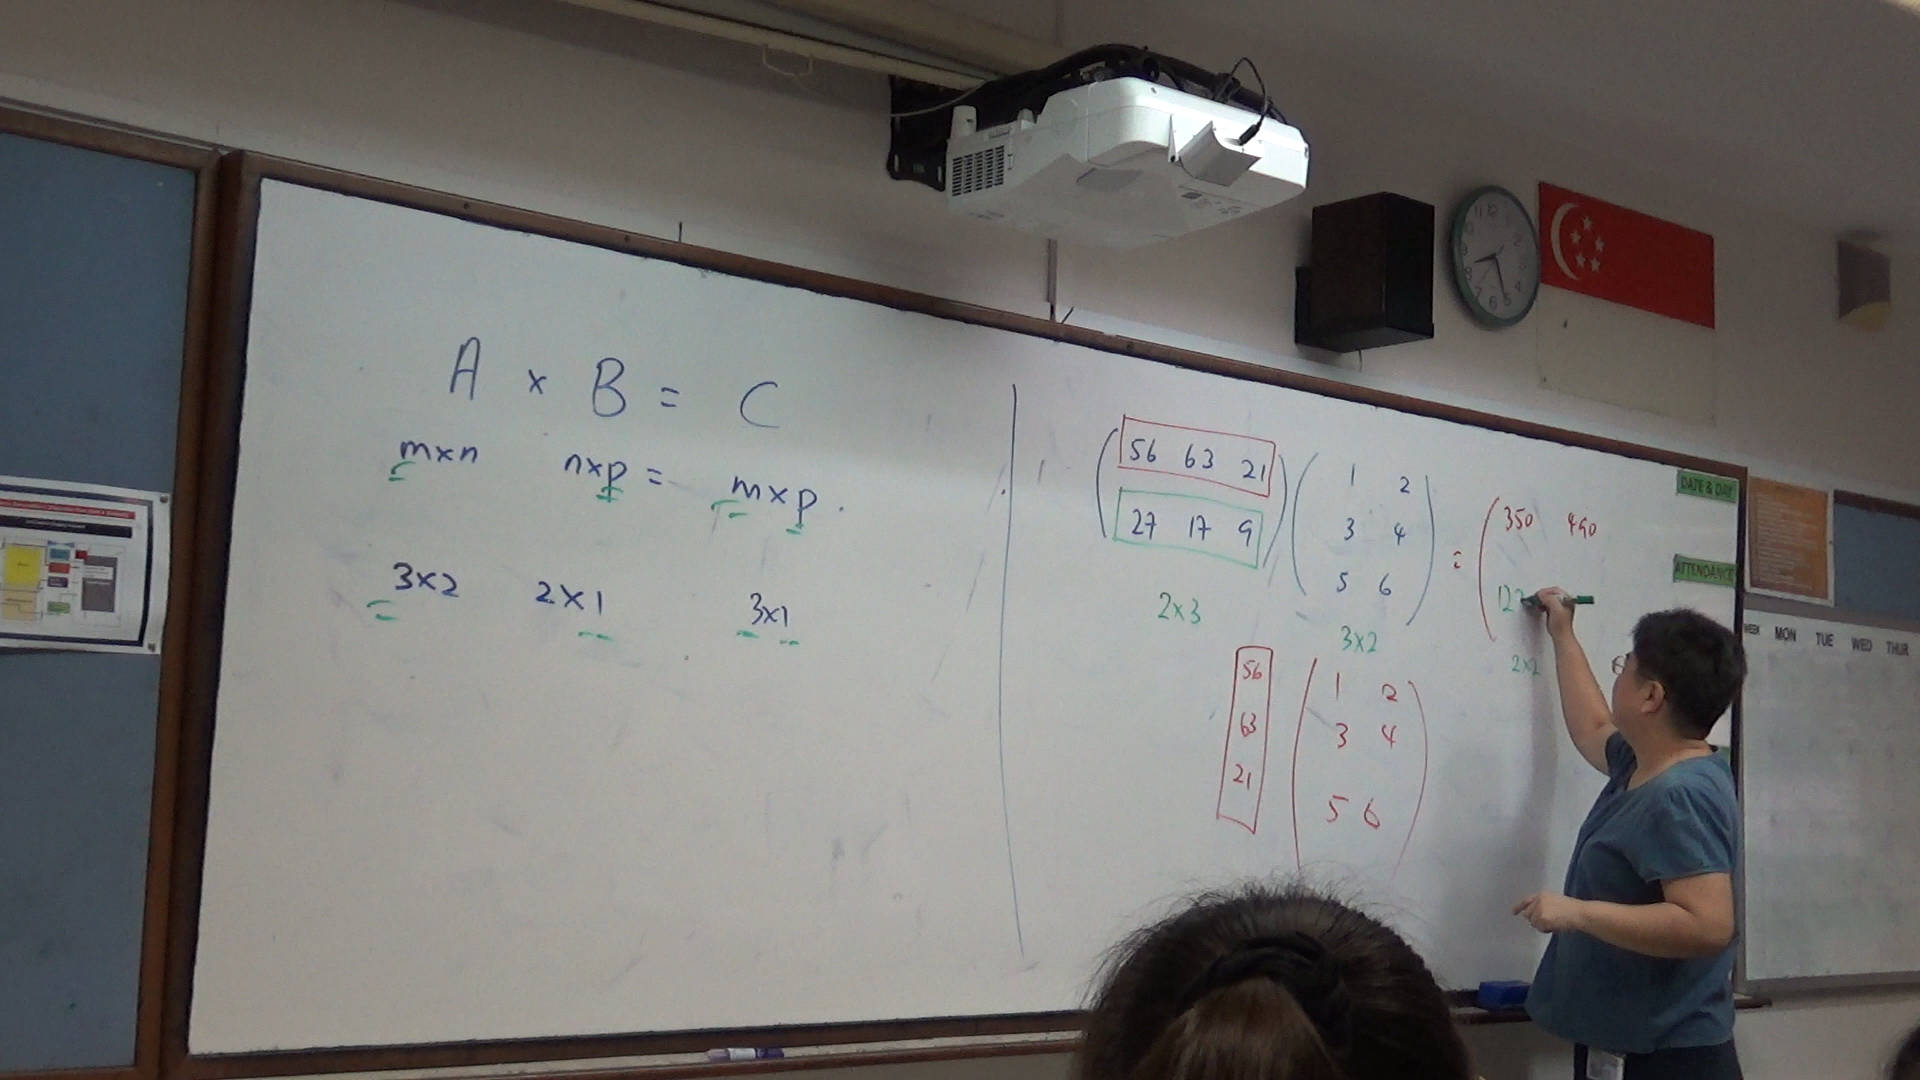 A × B = C
m×n n×p = m×p.
3×2 2×1 3×1
56 63 21
27 17 9
1 2
3 4
5 6
=
350 490
12
2×3
3×2
2×2
56
63
21
1 2
3 4
5 6
DATE & DAY
ATTENDANCE
WEEK MON TUE WED THUR